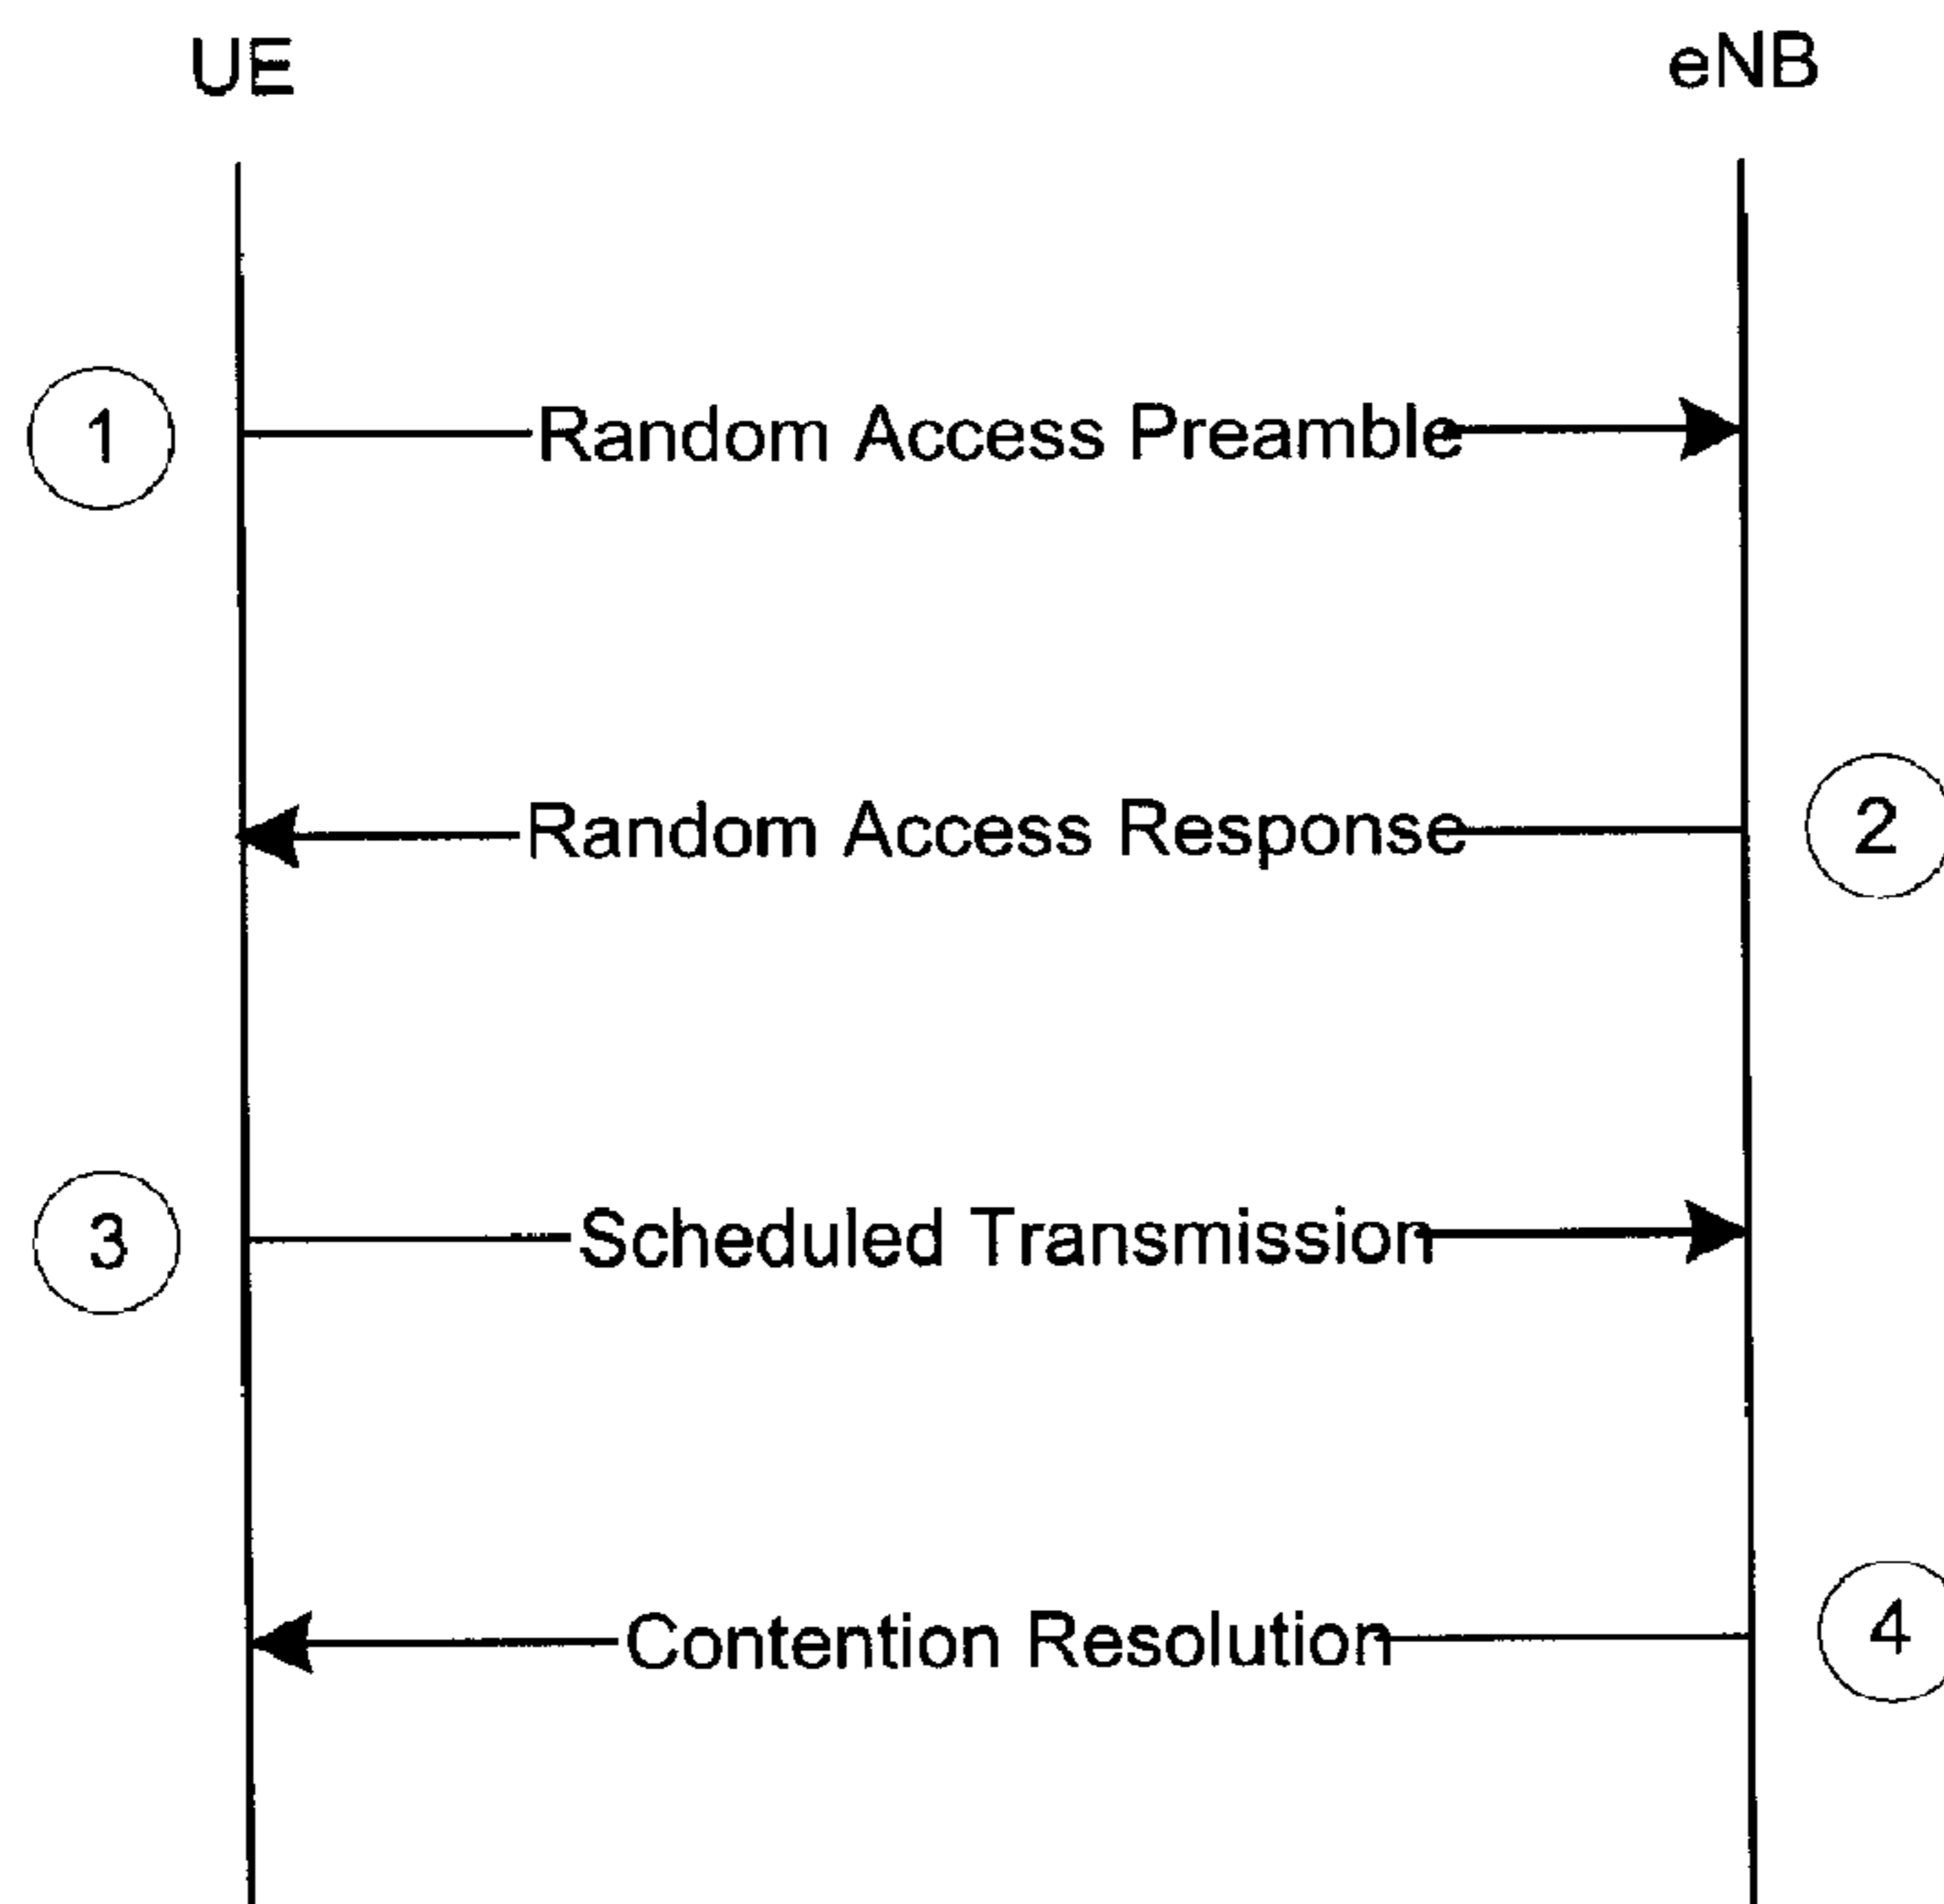 UE eNB
1 Random Access Preamble
Random Access Response 2
3 Scheduled Transmission
Contention Resolution 4